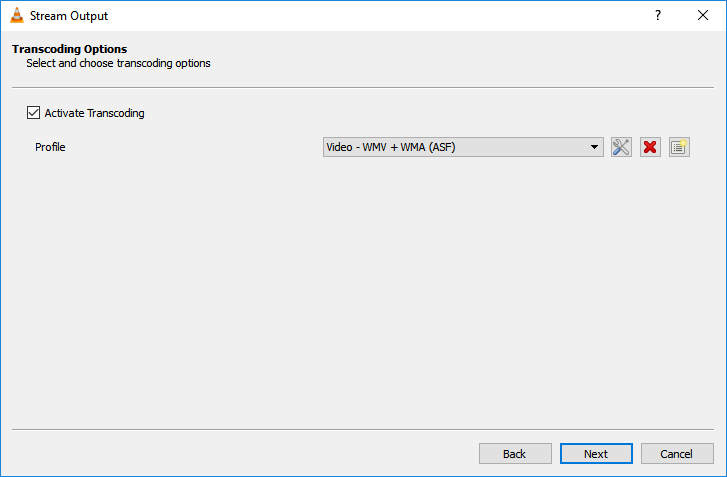 Stream Output
?
Transcoding Options
Select and choose transcoding options
Activate Transcoding
Profile
Video - WMV + WMA (ASF)
Back
Next
Cancel